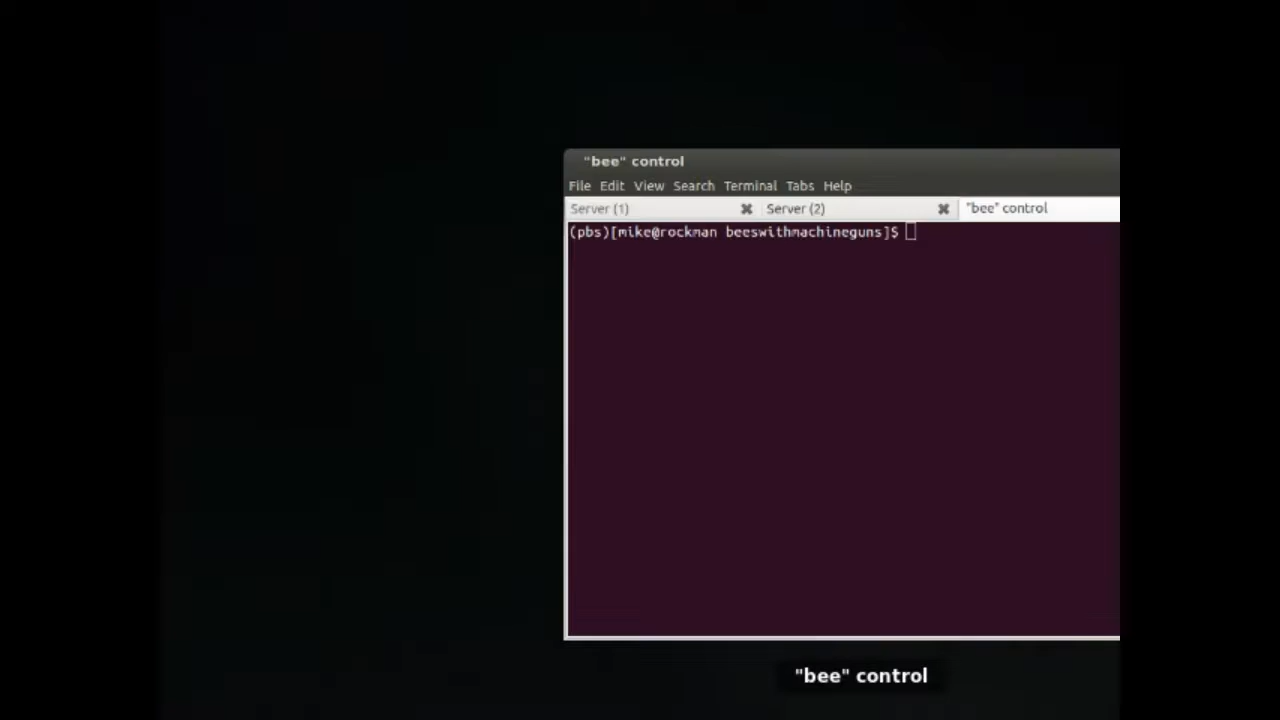 "bee" control
File Edit View Search Terminal Tabs Help
Server (1) ✖ Server (2) ✖ "bee" control
(pbs)[mike@rockman beeswithmachineguns]$
"bee" control